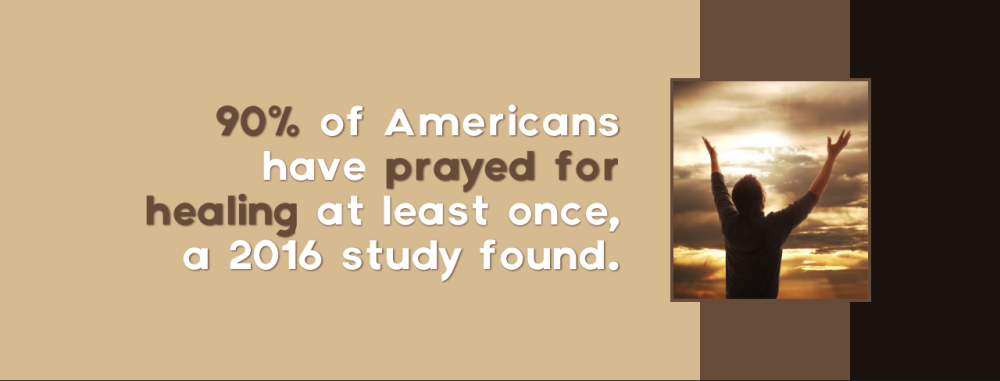 90% of Americans
have prayed for
healing at least once,
a 2016 study found.